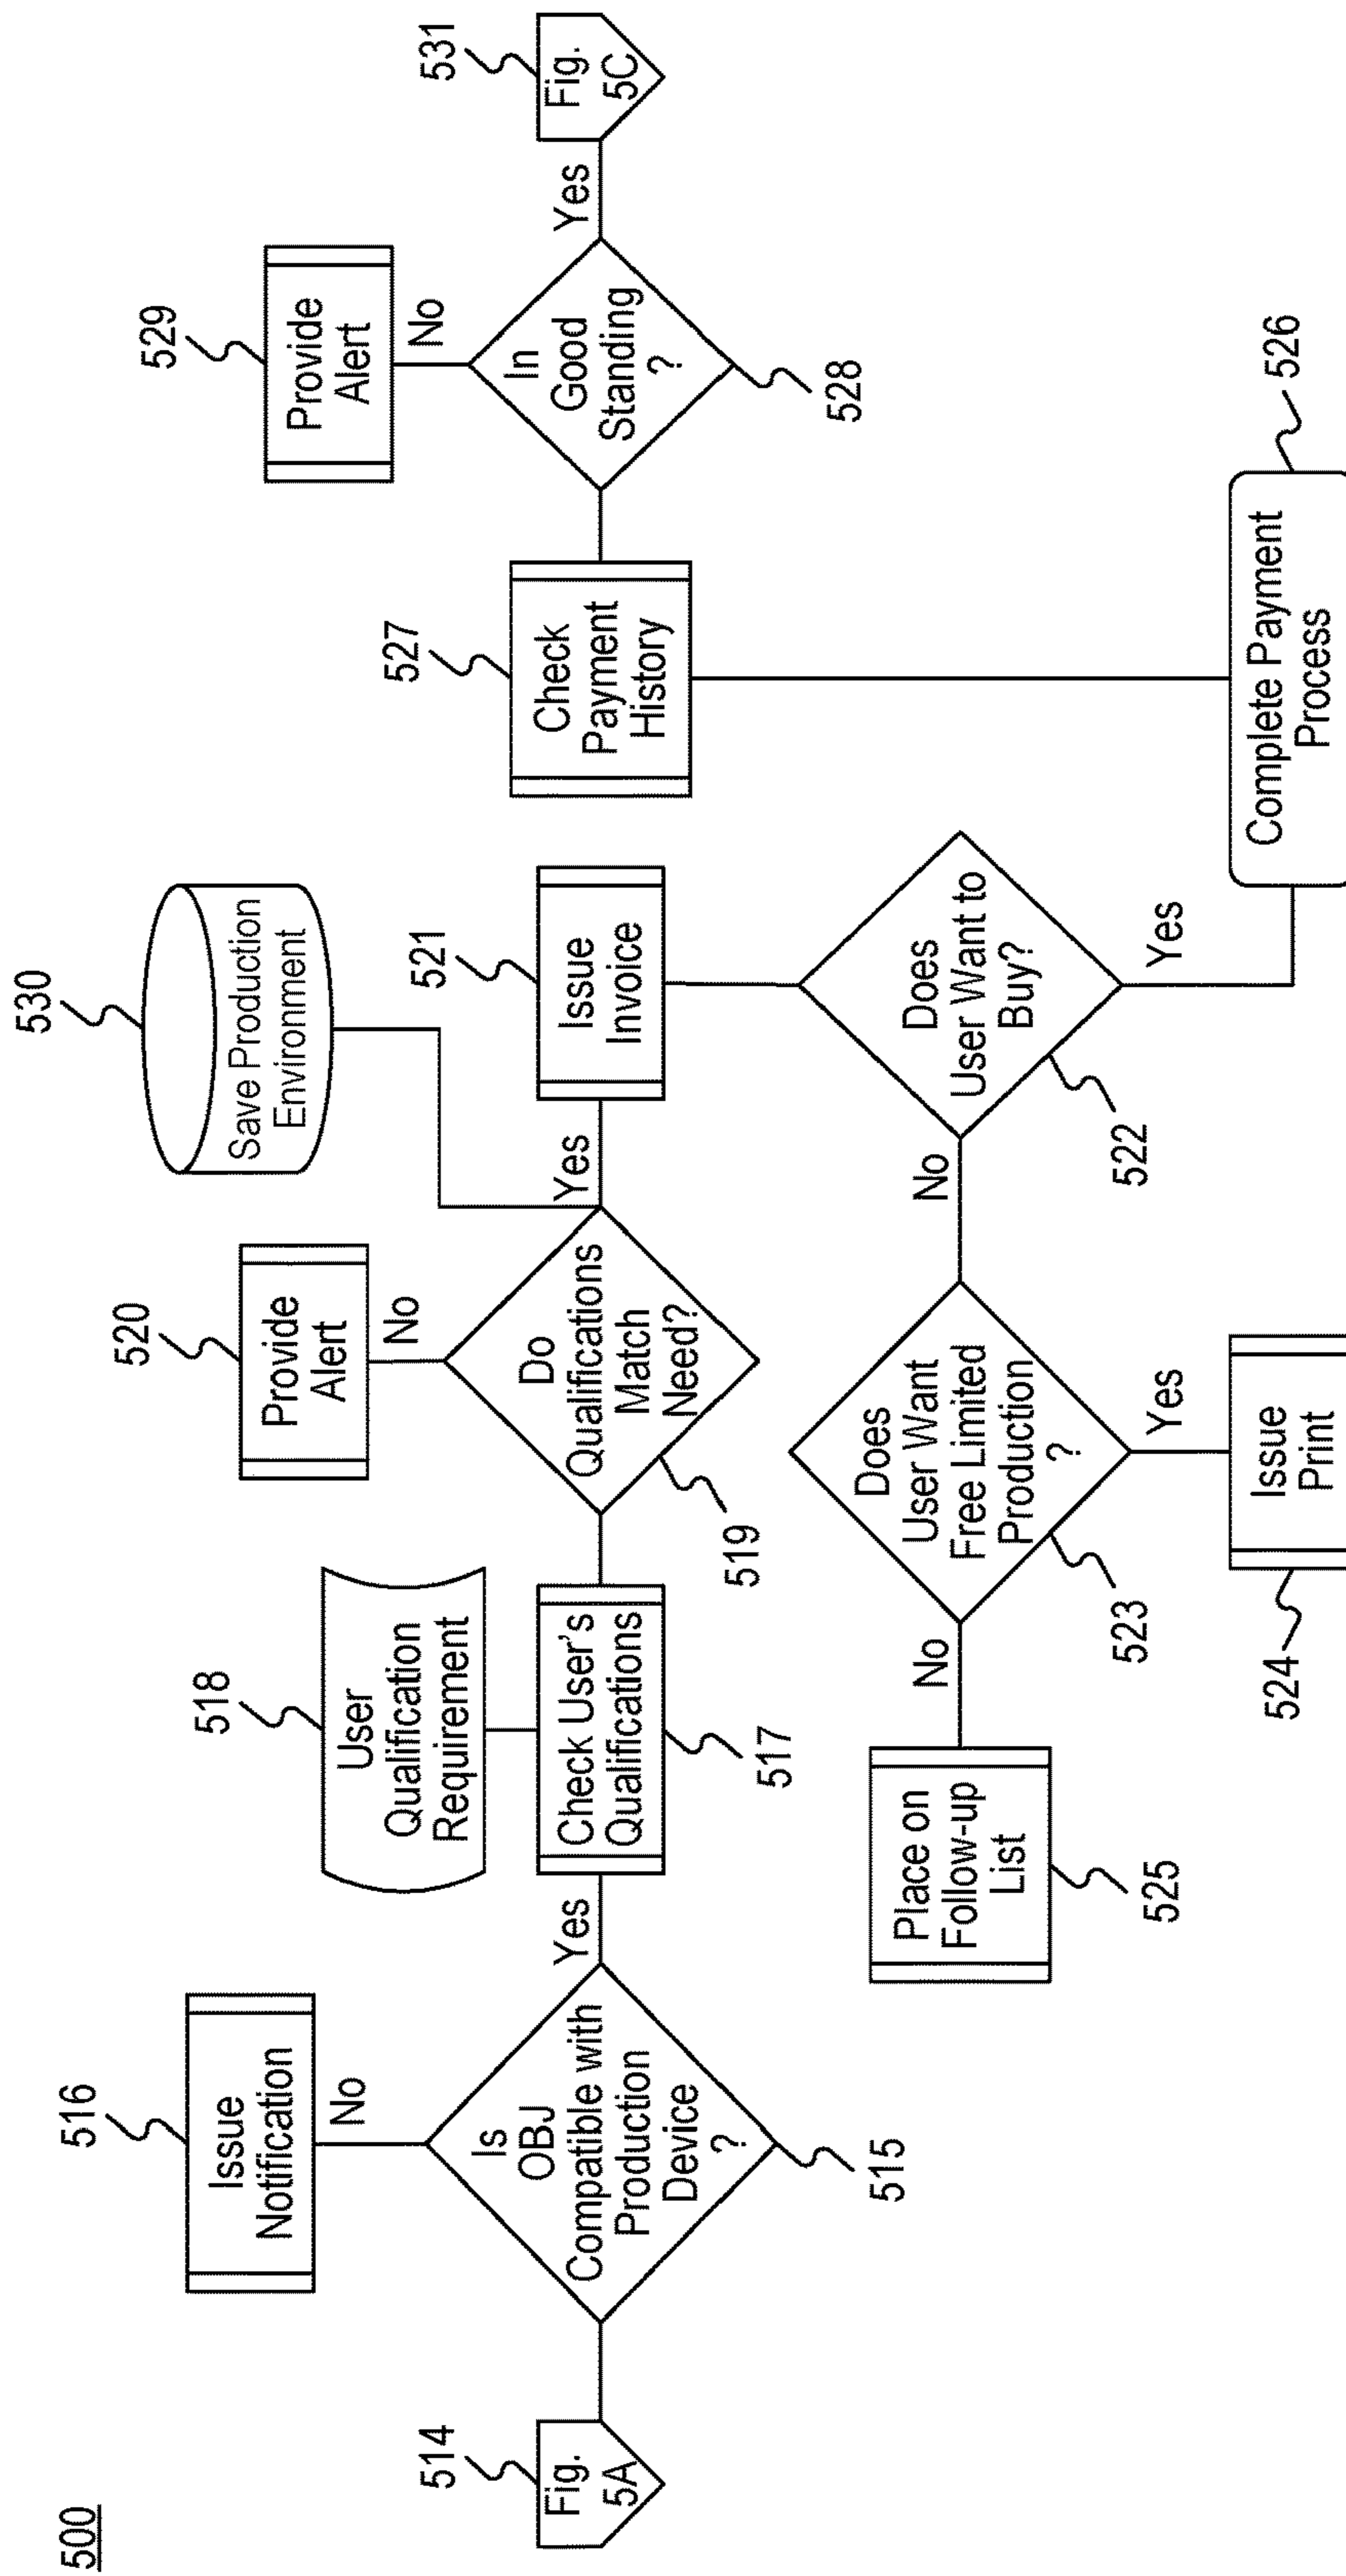 500
514
Fig.
5A
515
Is
OBJ
Compatible with
Production
Device
?
No
516
Issue
Notification
Yes
517
Check User's
Qualifications
518
User
Qualification
Requirement
519
Do
Qualifications
Match
Need?
No
520
Provide
Alert
Yes
530
Save Production
Environment
521
Issue
Invoice
522
Does
User Want to
Buy?
No
523
Does
User Want
Free Limited
Production
?
No
525
Place on
Follow-up
List
Yes
524
Issue
Print
Yes
526
Complete Payment
Process
527
Check
Payment
History
528
In
Good
Standing
?
No
529
Provide
Alert
Yes
531
Fig.
5C